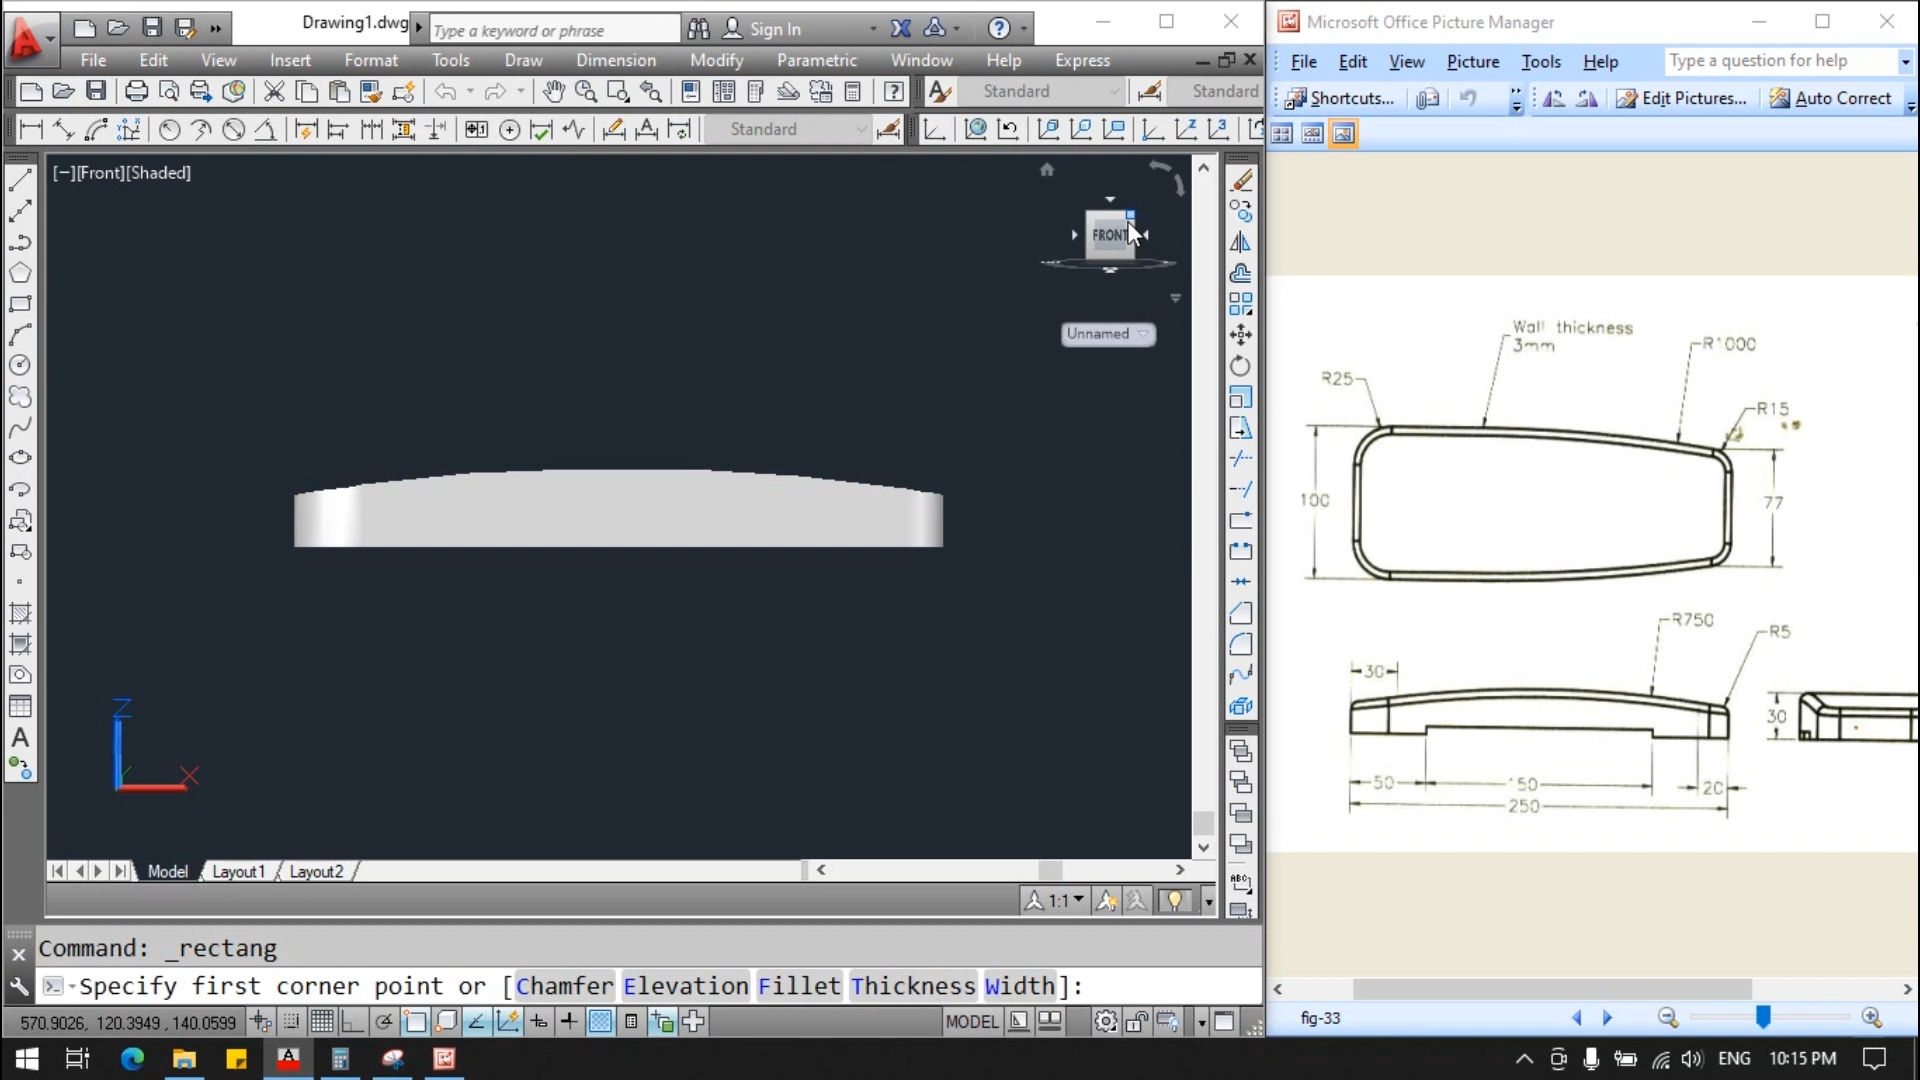 Drawing1.dwg
Type a keyword or phrase
Sign In
File Edit View Insert Format Tools Draw Dimension Modify Parametric Window Help Express
Standard
Standard
Standard
[−][Front][Shaded]
FRONT
Unnamed
Z
X
Model Layout1 Layout2
1:1
Command: _rectang
Specify first corner point or [Chamfer Elevation Fillet Thickness Width]:
570.9026, 120.3949, 140.0599
MODEL
Microsoft Office Picture Manager
File Edit View Picture Tools Help
Type a question for help
Shortcuts...
Edit Pictures...
Auto Correct
Wall thickness
3mm
R1000
R25
R15
100
77
R750
R5
30
30
50
150
20
250
fig-33
ENG
10:15 PM